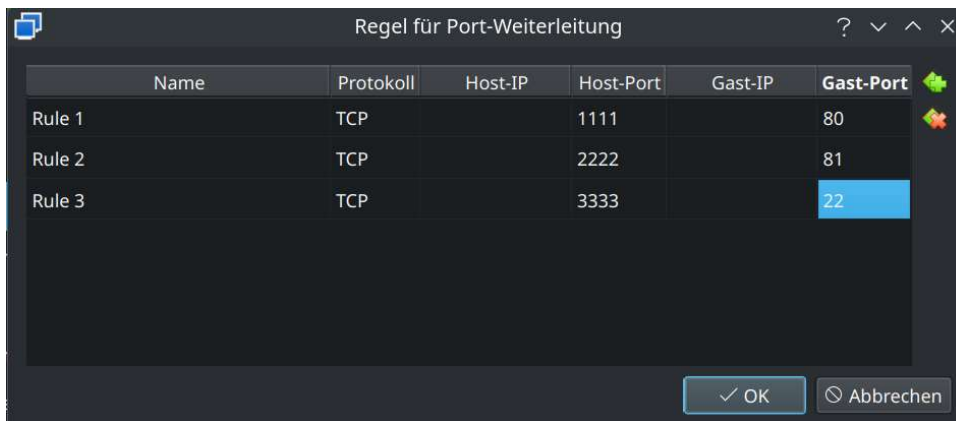 Regel für Port-Weiterleitung
Name Protokoll Host-IP Host-Port Gast-IP Gast-Port
Rule 1 TCP 1111 80
Rule 2 TCP 2222 81
Rule 3 TCP 3333 22
OK Abbrechen